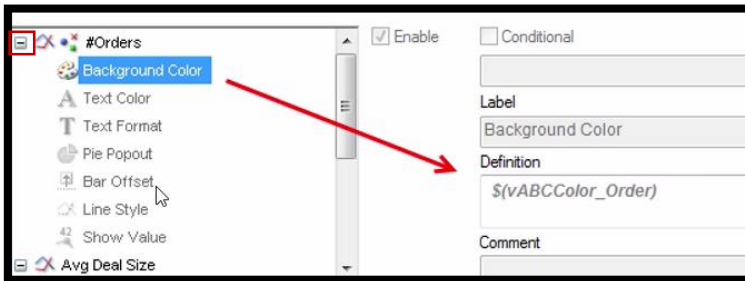 #Orders
Background Color
Text Color
Text Format
Pie Popout
Bar Offset
Line Style
Show Value
Avg Deal Size
Enable
Conditional
Label
Background Color
Definition
$(vABCColor_Order)
Comment